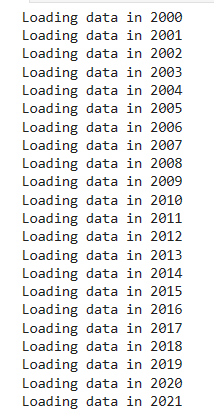 Loading data in 2000
Loading data in 2001
Loading data in 2002
Loading data in 2003
Loading data in 2004
Loading data in 2005
Loading data in 2006
Loading data in 2007
Loading data in 2008
Loading data in 2009
Loading data in 2010
Loading data in 2011
Loading data in 2012
Loading data in 2013
Loading data in 2014
Loading data in 2015
Loading data in 2016
Loading data in 2017
Loading data in 2018
Loading data in 2019
Loading data in 2020
Loading data in 2021